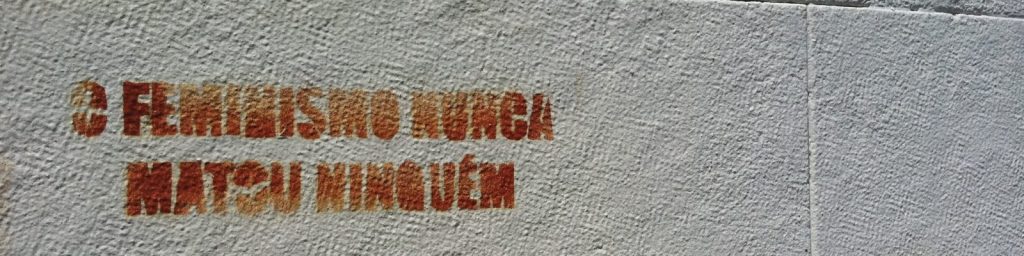 O FEMINISMO NUNCA
MATOU NINGUÉM